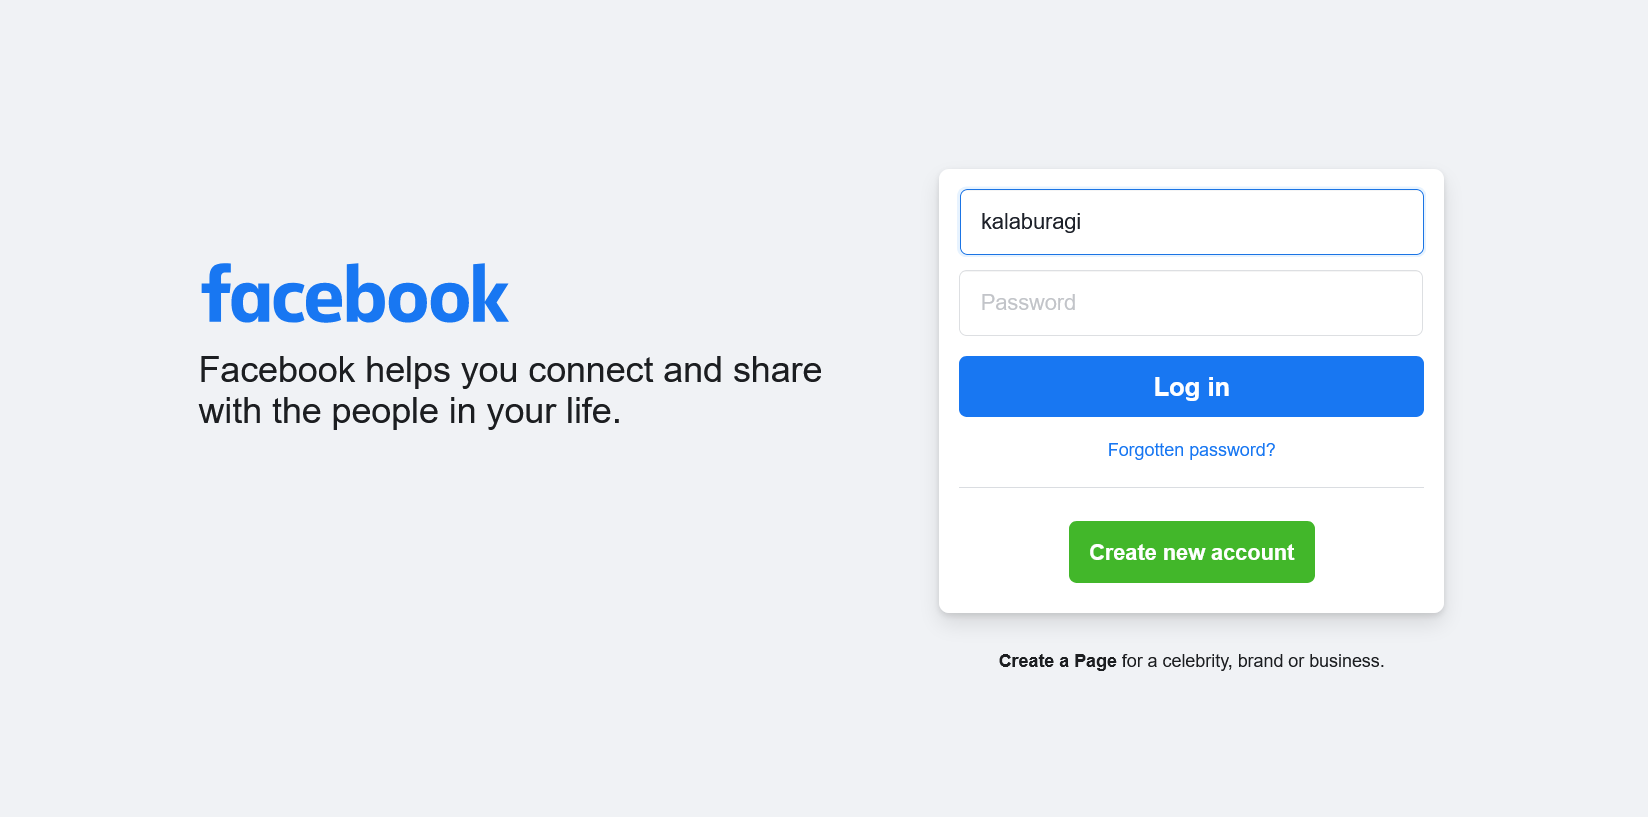 facebook
Facebook helps you connect and share
with the people in your life.
kalaburagi
Password
Log in
Forgotten password?
Create new account
Create a Page for a celebrity, brand or business.